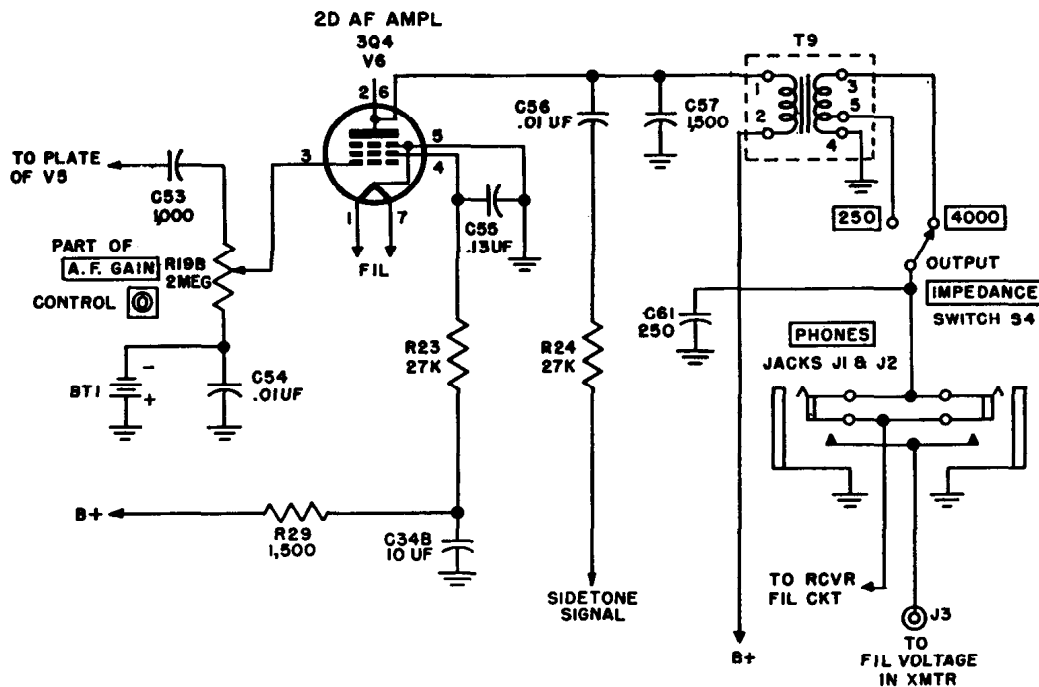 2D AF AMPL
3Q4
V6
2 6
3
5
4
1
7
FIL
TO PLATE
OF V5
C53
1,000
PART OF
A.F. GAIN
CONTROL
R19B
2MEG
BT1
-
+
C54
.01UF
C55
.13UF
R23
27K
B+
R29
1,500
C34B
10 UF
C56
.01 UF
R24
27K
SIDETONE
SIGNAL
C57
1,500
T9
1
2
3
5
4
B+
250
4000
OUTPUT
IMPEDANCE
SWITCH S4
C61
250
PHONES
JACKS J1 & J2
TO RCVR
FIL CKT
J3
TO
FIL VOLTAGE
IN XMTR